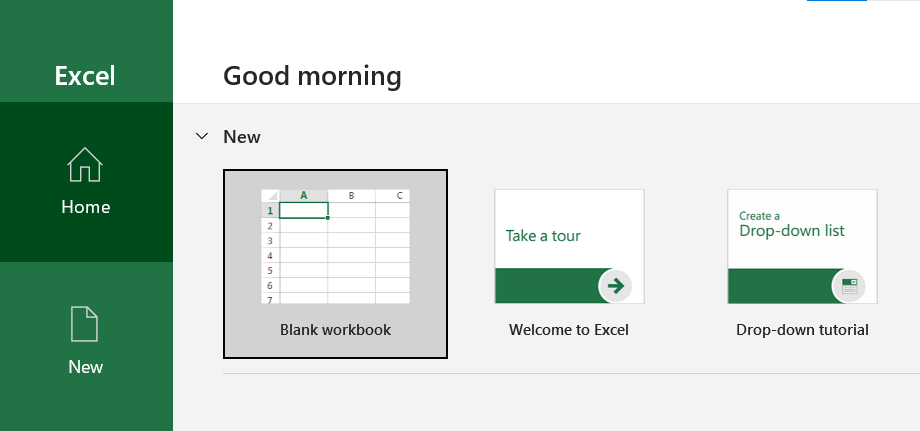 Excel
Good morning
Home
New
New
A B C
1
2
3
4
5
6
7
Blank workbook
Take a tour
Welcome to Excel
Create a
Drop-down list
Drop-down tutorial